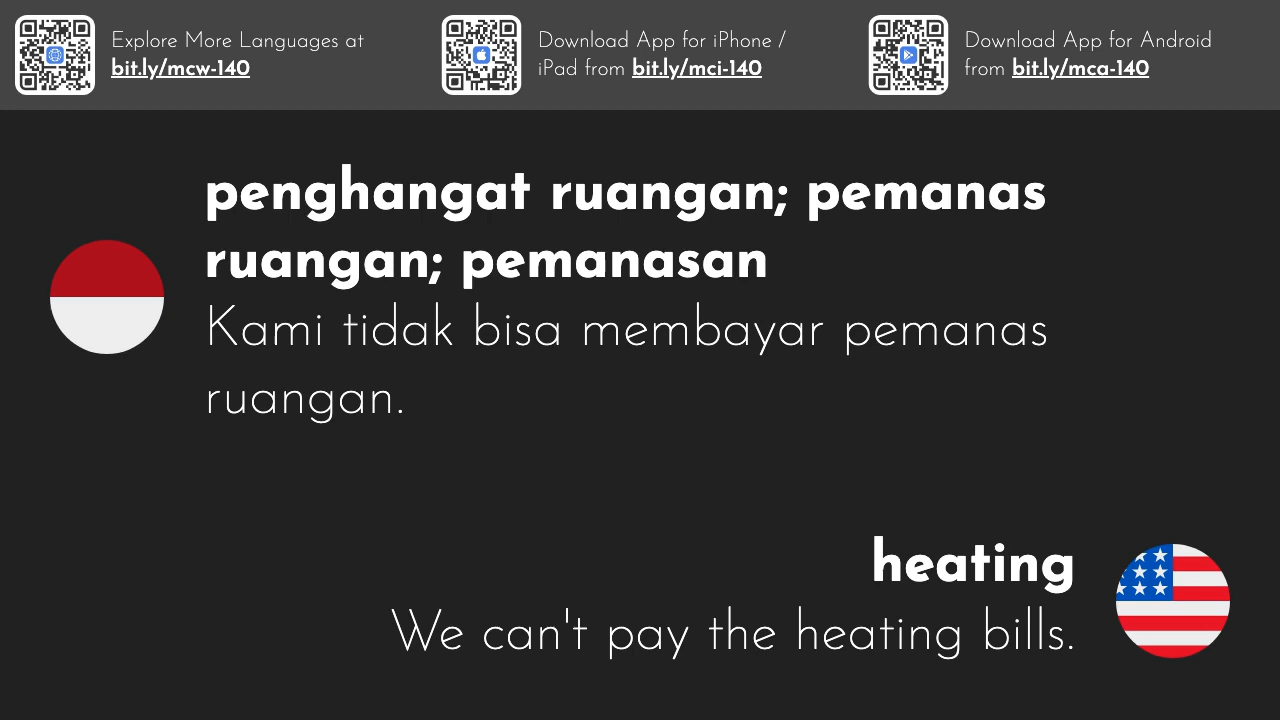 Explore More Languages at
bit.ly/mcw-140
Download App for iPhone /
iPad from bit.ly/mci-140
Download App for Android
from bit.ly/mca-140
penghangat ruangan; pemanas
ruangan; pemanasan
Kami tidak bisa membayar pemanas
ruangan.
heating
We can't pay the heating bills.